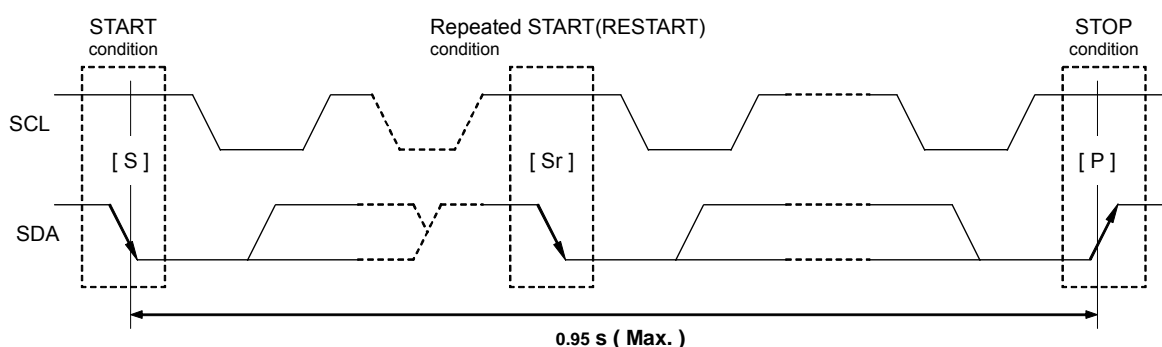 START
condition
Repeated START(RESTART)
condition
STOP
condition
SCL
[ S ]
[ Sr ]
[ P ]
SDA
0.95 s ( Max. )